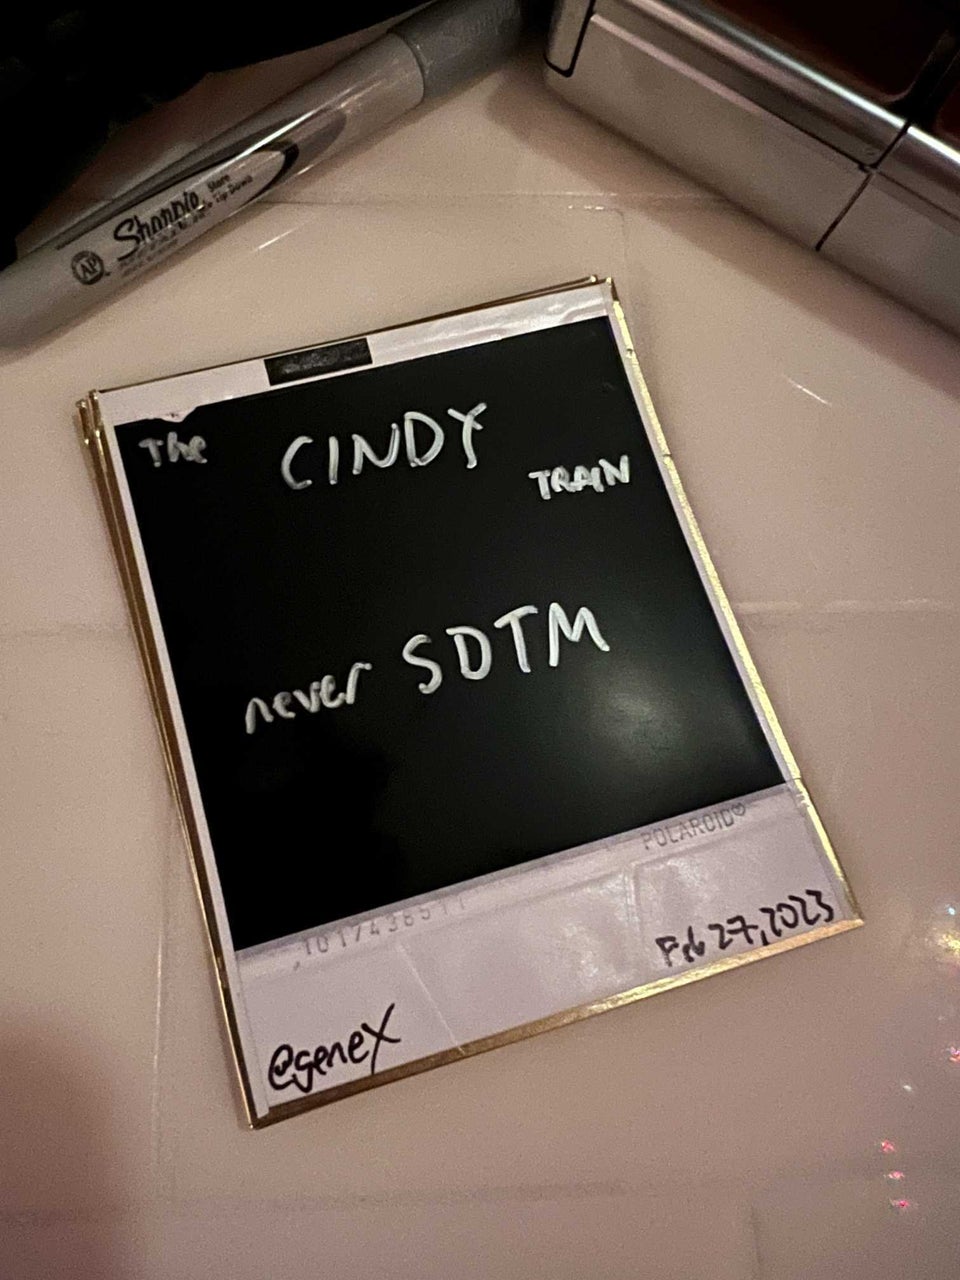 Sharpie
The CINDY TRAIN
never SDTM
POLAROID♡
Feb 27, 2023
@geneX